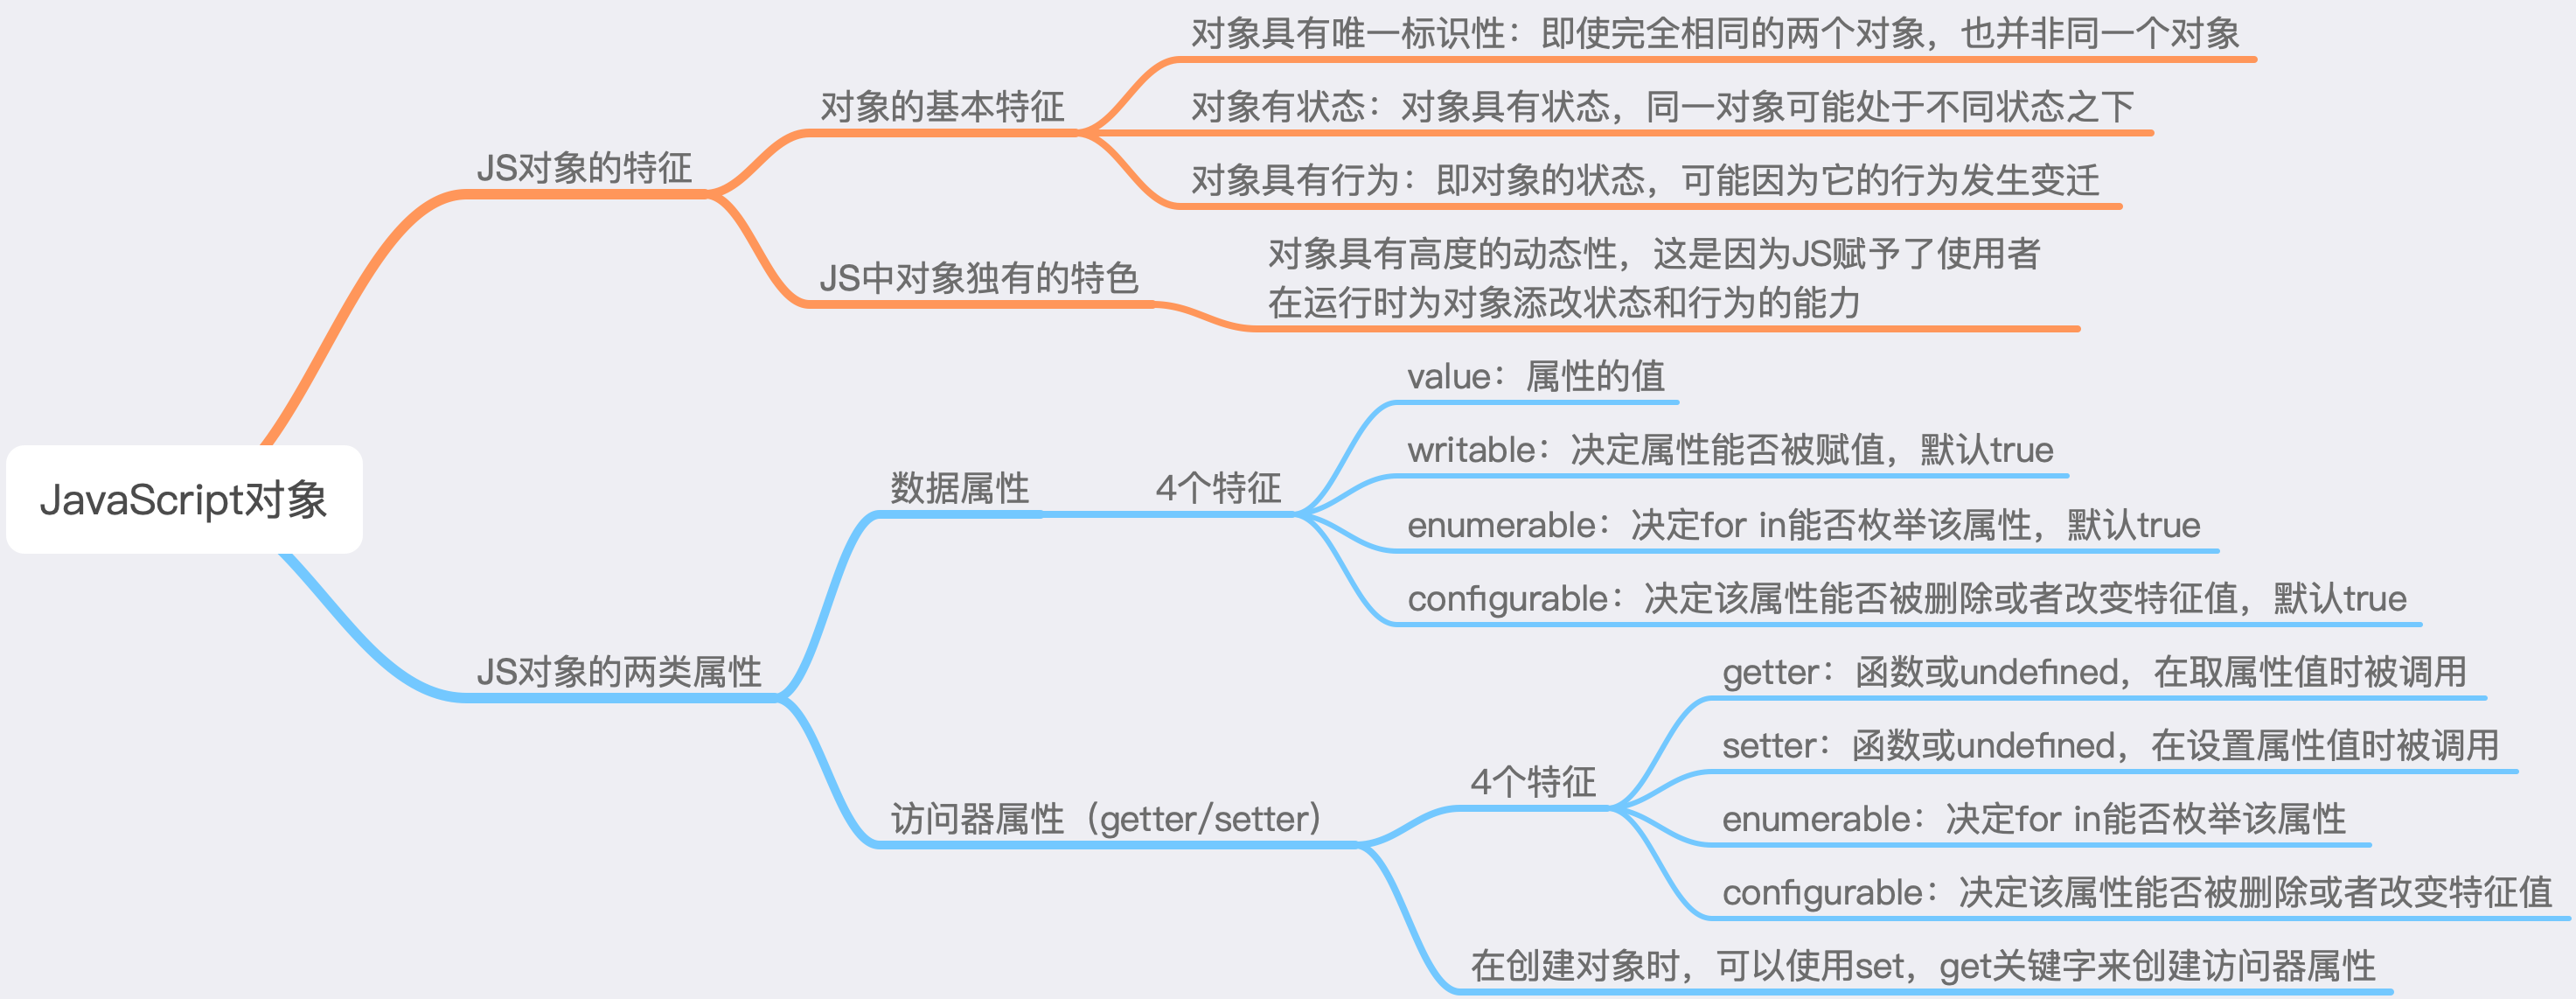 JavaScript对象
JS对象的特征
对象的基本特征
对象具有唯一标识性：即使完全相同的两个对象，也并非同一个对象
对象有状态：对象具有状态，同一对象可能处于不同状态之下
对象具有行为：即对象的状态，可能因为它的行为发生变迁
JS中对象独有的特色
对象具有高度的动态性，这是因为JS赋予了使用者
在运行时为对象添改状态和行为的能力
JS对象的两类属性
数据属性
4个特征
value：属性的值
writable：决定属性能否被赋值，默认true
enumerable：决定for in能否枚举该属性，默认true
configurable：决定该属性能否被删除或者改变特征值，默认true
访问器属性（getter/setter）
4个特征
getter：函数或undefined，在取属性值时被调用
setter：函数或undefined，在设置属性值时被调用
enumerable：决定for in能否枚举该属性
configurable：决定该属性能否被删除或者改变特征值
在创建对象时，可以使用set，get关键字来创建访问器属性